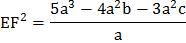 EF² = (5a³ − 4a²b − 3a²c) / a